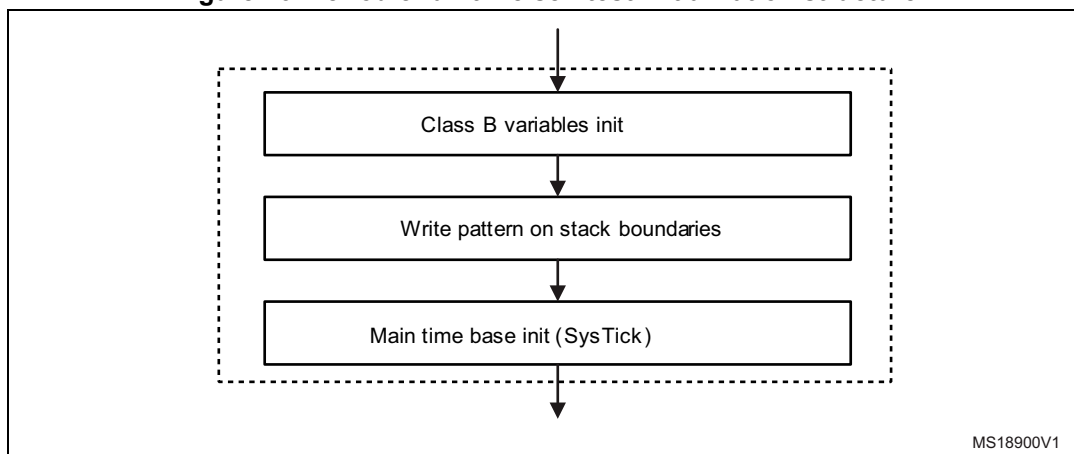 Class B variables init
Write pattern on stack boundaries
Main time base init (SysTick)
MS18900V1